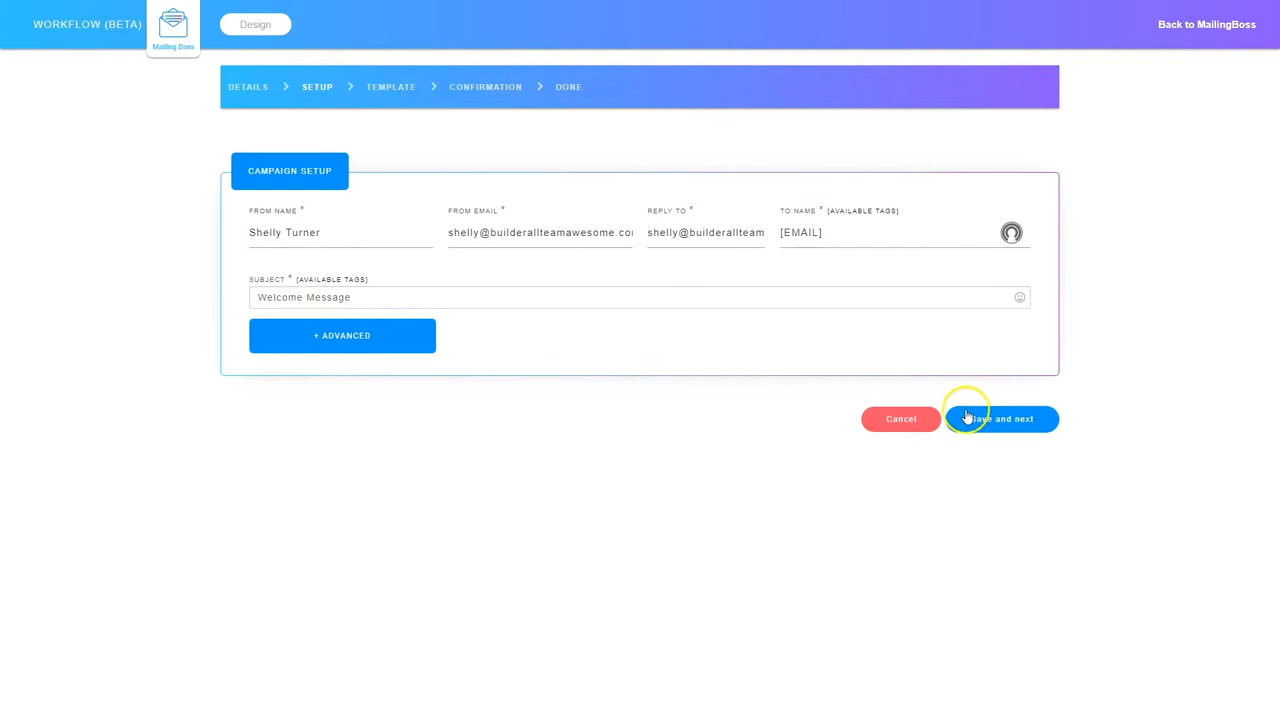 WORKFLOW (BETA)
Mailing Boss
Design
Back to MailingBoss
DETAILS SETUP TEMPLATE CONFIRMATION DONE
CAMPAIGN SETUP
FROM NAME * FROM EMAIL * REPLY TO * TO NAME * [AVAILABLE TAGS]
Shelly Turner shelly@builderallteamawesome.co shelly@builderallteam [EMAIL]
SUBJECT * [AVAILABLE TAGS]
Welcome Message
+ ADVANCED
Cancel Save and next